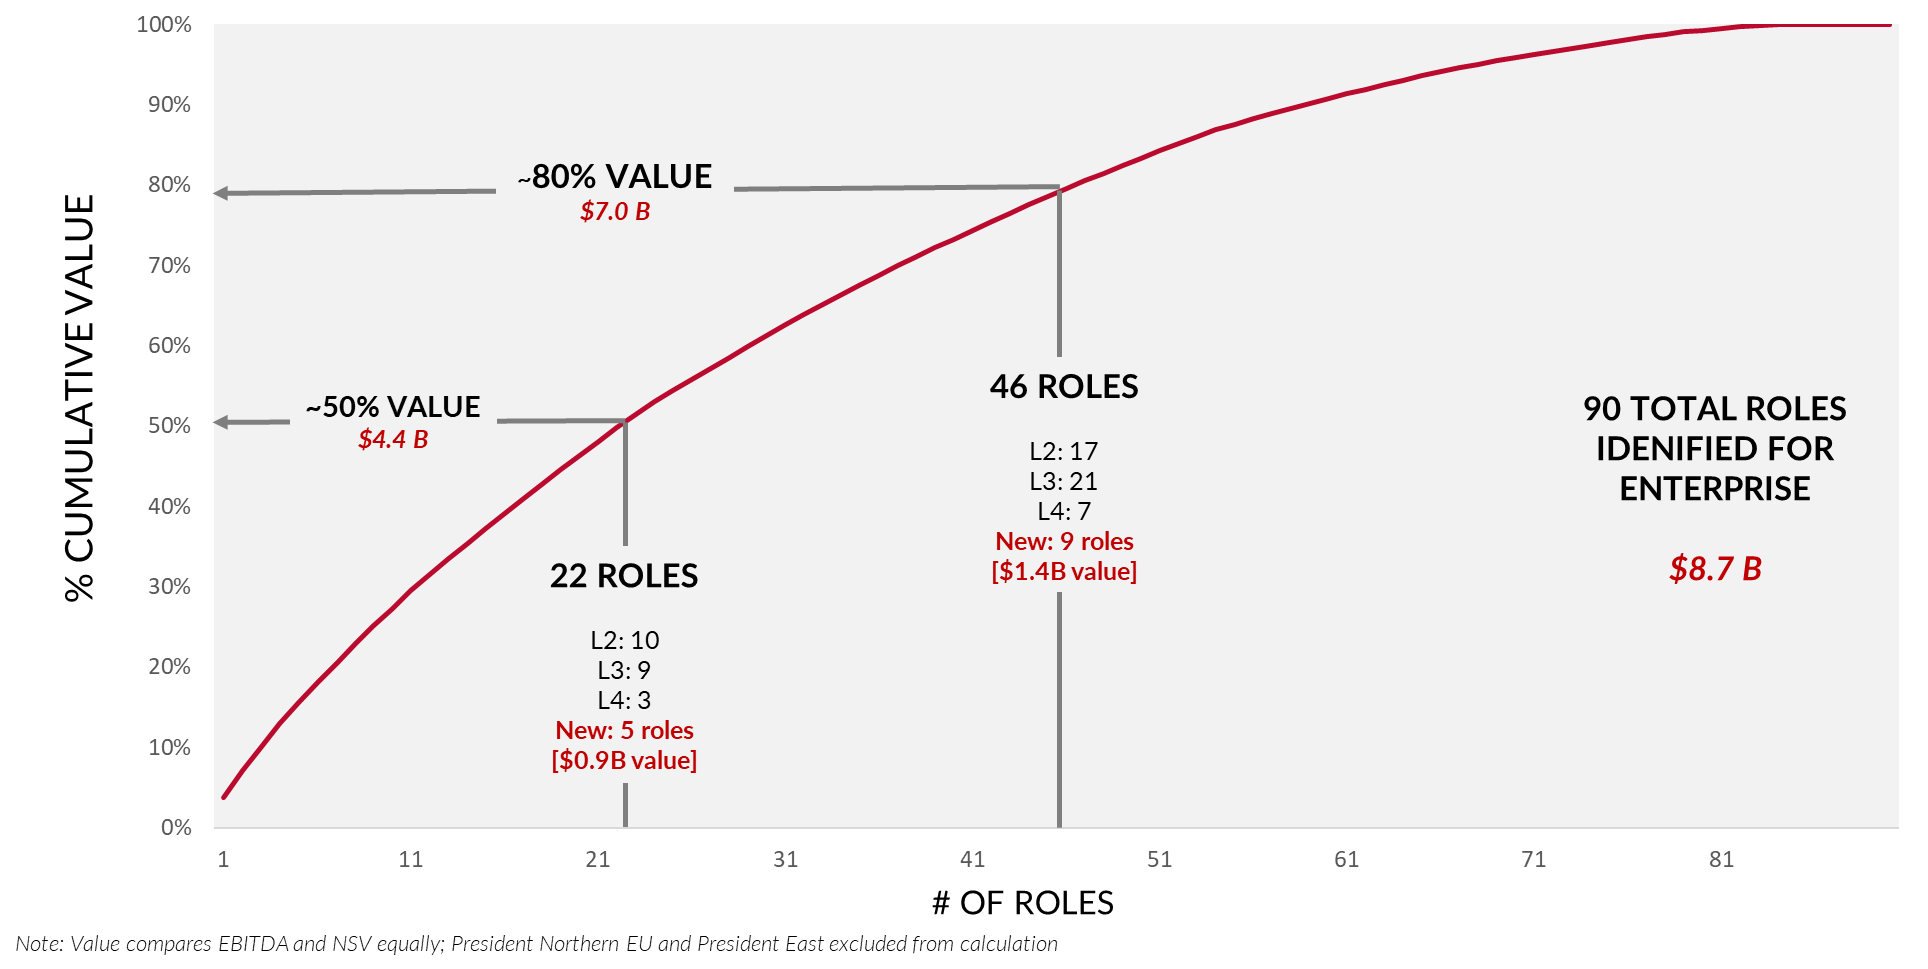 100%
90%
80%
70%
60%
50%
40%
30%
20%
10%
0%
% CUMULATIVE VALUE
~80% VALUE
$7.0 B
~50% VALUE
$4.4 B
22 ROLES
L2: 10
L3: 9
L4: 3
New: 5 roles
[$0.9B value]
46 ROLES
L2: 17
L3: 21
L4: 7
New: 9 roles
[$1.4B value]
90 TOTAL ROLES
IDENIFIED FOR
ENTERPRISE
$8.7 B
1 11 21 31 41 51 61 71 81
# OF ROLES
Note: Value compares EBITDA and NSV equally; President Northern EU and President East excluded from calculation